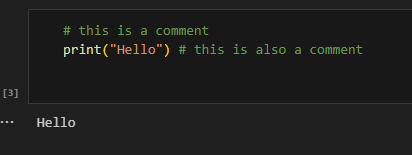 # this is a comment
print("Hello") # this is also a comment
[3]
... Hello